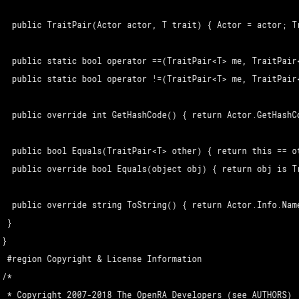 public TraitPair(Actor actor, T trait) { Actor = actor; Tr
public static bool operator ==(TraitPair<T> me, TraitPair<
public static bool operator !=(TraitPair<T> me, TraitPair<
public override int GetHashCode() { return Actor.GetHashCo
public bool Equals(TraitPair<T> other) { return this == ot
public override bool Equals(object obj) { return obj is Tr
public override string ToString() { return Actor.Info.Name
}
}
#region Copyright & License Information
/*
* Copyright 2007-2018 The OpenRA Developers (see AUTHORS)